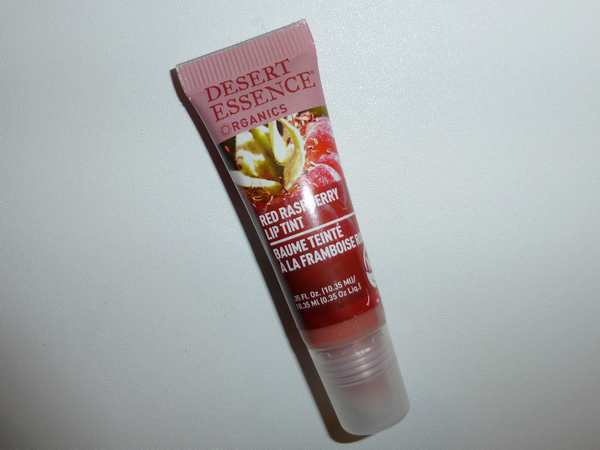 DESERT
ESSENCE®
ORGANICS
RED RASPBERRY
LIP TINT
BAUME TEINTÉ
À LA FRAMBOISE
.35 FL. Oz. (10.35 Ml)/
10.35 Ml (0.35 Oz Liq.)